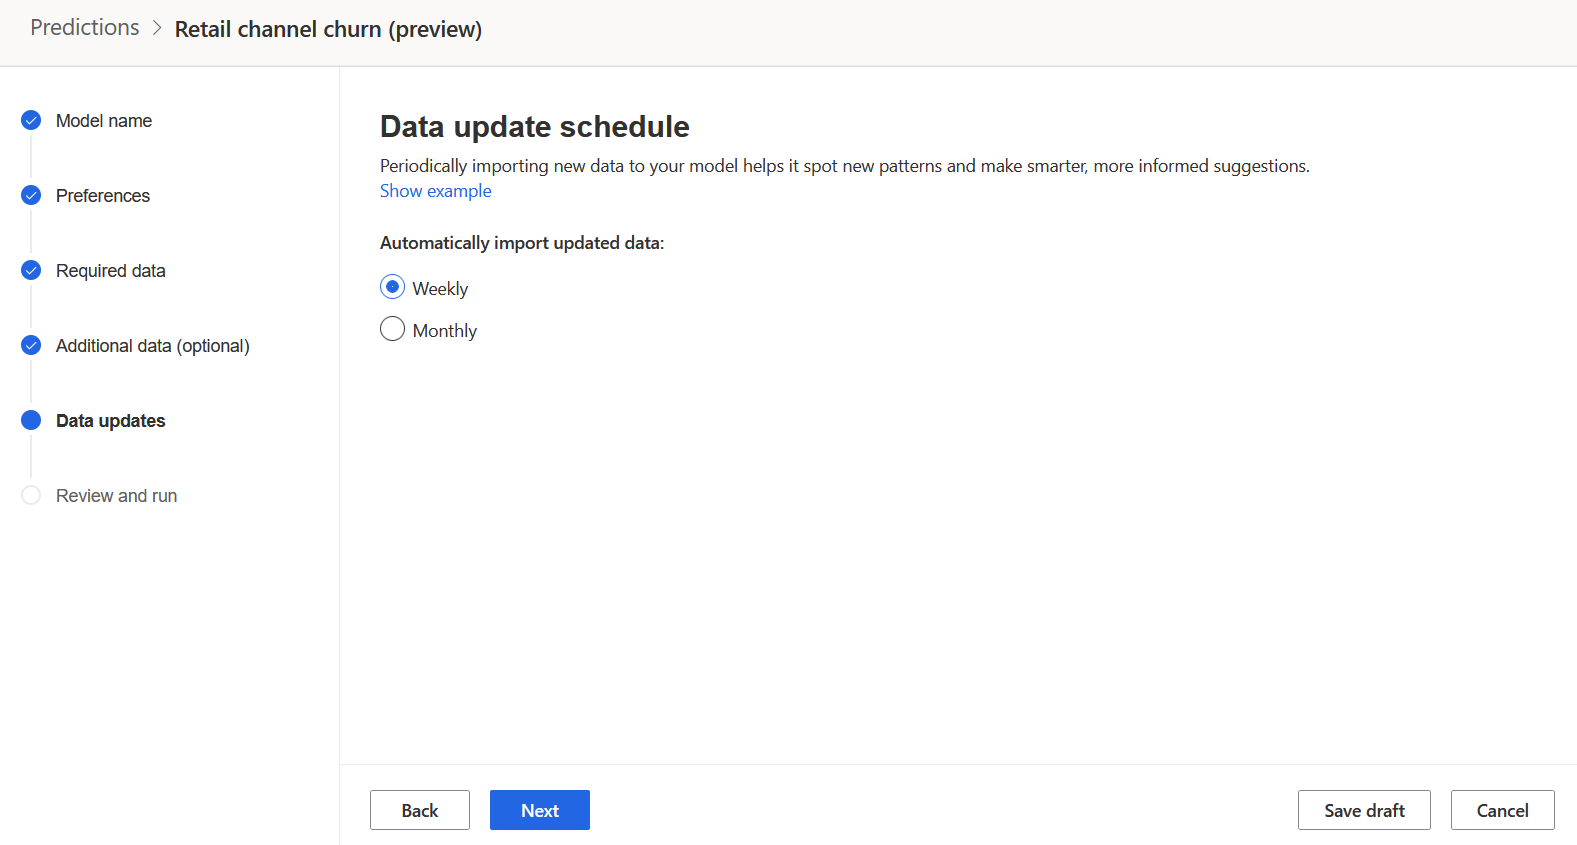 Predictions > Retail channel churn (preview)
Model name
Preferences
Required data
Additional data (optional)
Data updates
Review and run
Data update schedule
Periodically importing new data to your model helps it spot new patterns and make smarter, more informed suggestions.
Show example
Automatically import updated data:
Weekly
Monthly
Back
Next
Save draft
Cancel